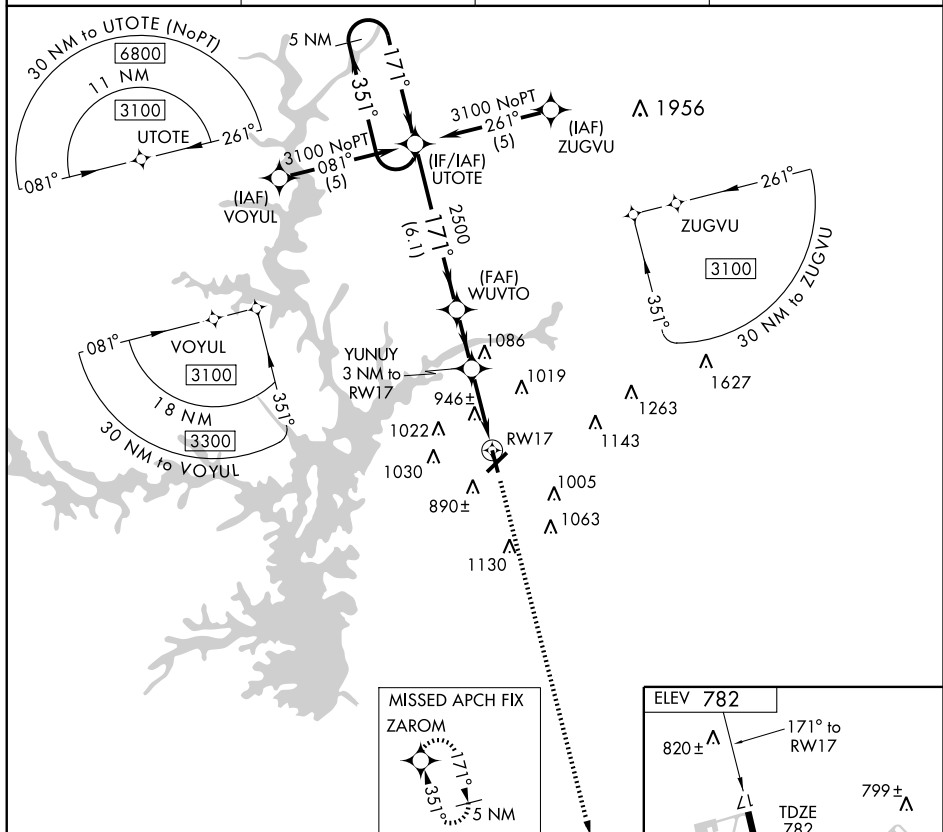 30 NM to UTOTE (NoPT)
6800
11 NM
3100
UTOTE
081°
261°
5 NM
171°
351°
3100 NoPT
261°
(5)
(IAF)
ZUGVU
1956
3100 NoPT
081°
(5)
(IAF)
VOYUL
(IF/IAF)
UTOTE
2500
171°
(6.1)
261°
ZUGVU
3100
351°
30 NM to ZUGVU
(FAF)
WUVTO
081°
VOYUL
3100
18 NM
3300
30 NM to VOYUL
351°
YUNUY
3 NM to
RW17
1086
1019
946±
1627
1263
1143
1022
1030
RW17
890±
1005
1063
1130
MISSED APCH FIX
ZAROM
171°
351°
5 NM
ELEV 782
820±
171° to
RW17
17
TDZE
782
799±